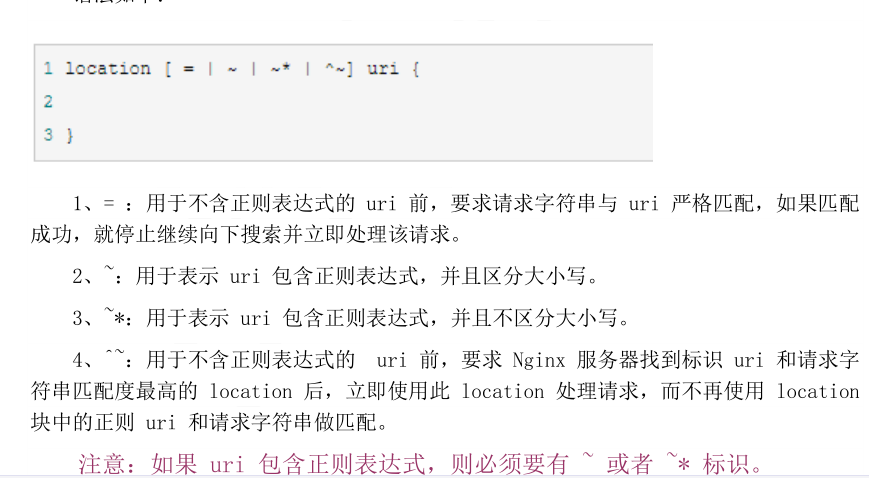 1 location [ = | ~ | ~* | ^~] uri {
2
3 }
1、= ：用于不含正则表达式的 uri 前，要求请求字符串与 uri 严格匹配，如果匹配
成功，就停止继续向下搜索并立即处理该请求。
2、~：用于表示 uri 包含正则表达式，并且区分大小写。
3、~*：用于表示 uri 包含正则表达式，并且不区分大小写。
4、^~：用于不含正则表达式的 uri 前，要求 Nginx 服务器找到标识 uri 和请求字
符串匹配度最高的 location 后，立即使用此 location 处理请求，而不再使用 location
块中的正则 uri 和请求字符串做匹配。
注意：如果 uri 包含正则表达式，则必须要有 ~ 或者 ~* 标识。